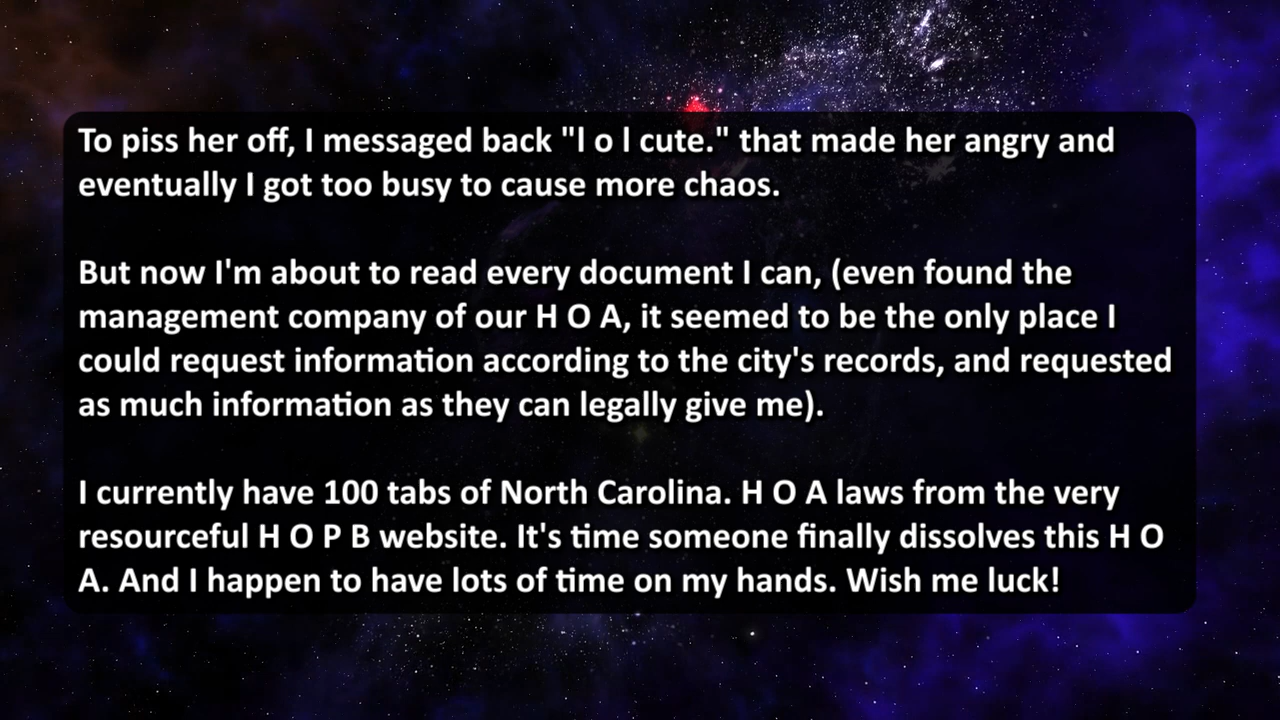 To piss her off, I messaged back "l o l cute." that made her angry and
eventually I got too busy to cause more chaos.
But now I'm about to read every document I can, (even found the
management company of our H O A, it seemed to be the only place I
could request information according to the city's records, and requested
as much information as they can legally give me).
I currently have 100 tabs of North Carolina. H O A laws from the very
resourceful H O P B website. It's time someone finally dissolves this H O
A. And I happen to have lots of time on my hands. Wish me luck!